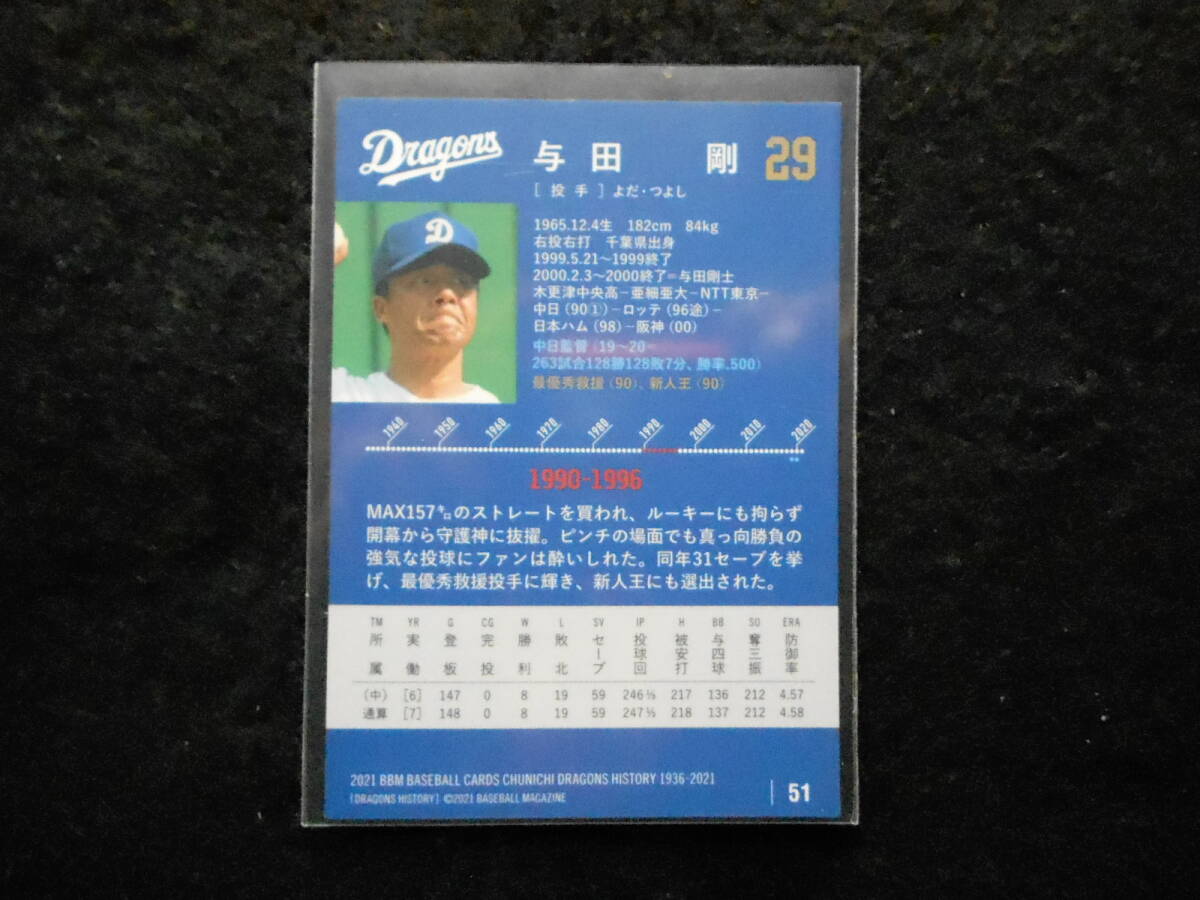 Dragons 与田 剛 29
[投手] よだ・つよし
1965.12.4生 182cm 84kg
右投右打 千葉県出身
1999.5.21〜1999終了
2000.2.3〜2000終了=与田剛士
木更津中央高−亜細亜大−NTT東京−
中日(90①)−ロッテ(96途)−
日本ハム(98)−阪神(00)
中日監督(19〜20=
263試合128勝128敗7分、勝率.500)
最優秀救援(90)、新人王(90)
1940 1950 1960 1970 1980 1990 2000 2010 2020
1990-1996
MAX157㌔のストレートを買われ、ルーキーにも拘らず
開幕から守護神に抜擢。ピンチの場面でも真っ向勝負の
強気な投球にファンは酔いしれた。同年31セーブを挙
げ、最優秀救援投手に輝き、新人王にも選出された。
TM YR G CG W L SV IP H BB SO ERA
所属 実働 登板 完投 勝利 敗北 セーブ 投球回 被安打 与四球 奪三振 防御率
(中) [6] 147 0 8 19 59 246⅓ 217 136 212 4.57
通算 [7] 148 0 8 19 59 247⅓ 218 137 212 4.58
2021 BBM BASEBALL CARDS CHUNICHI DRAGONS HISTORY 1936-2021
[DRAGONS HISTORY] ©2021 BASEBALL MAGAZINE
51